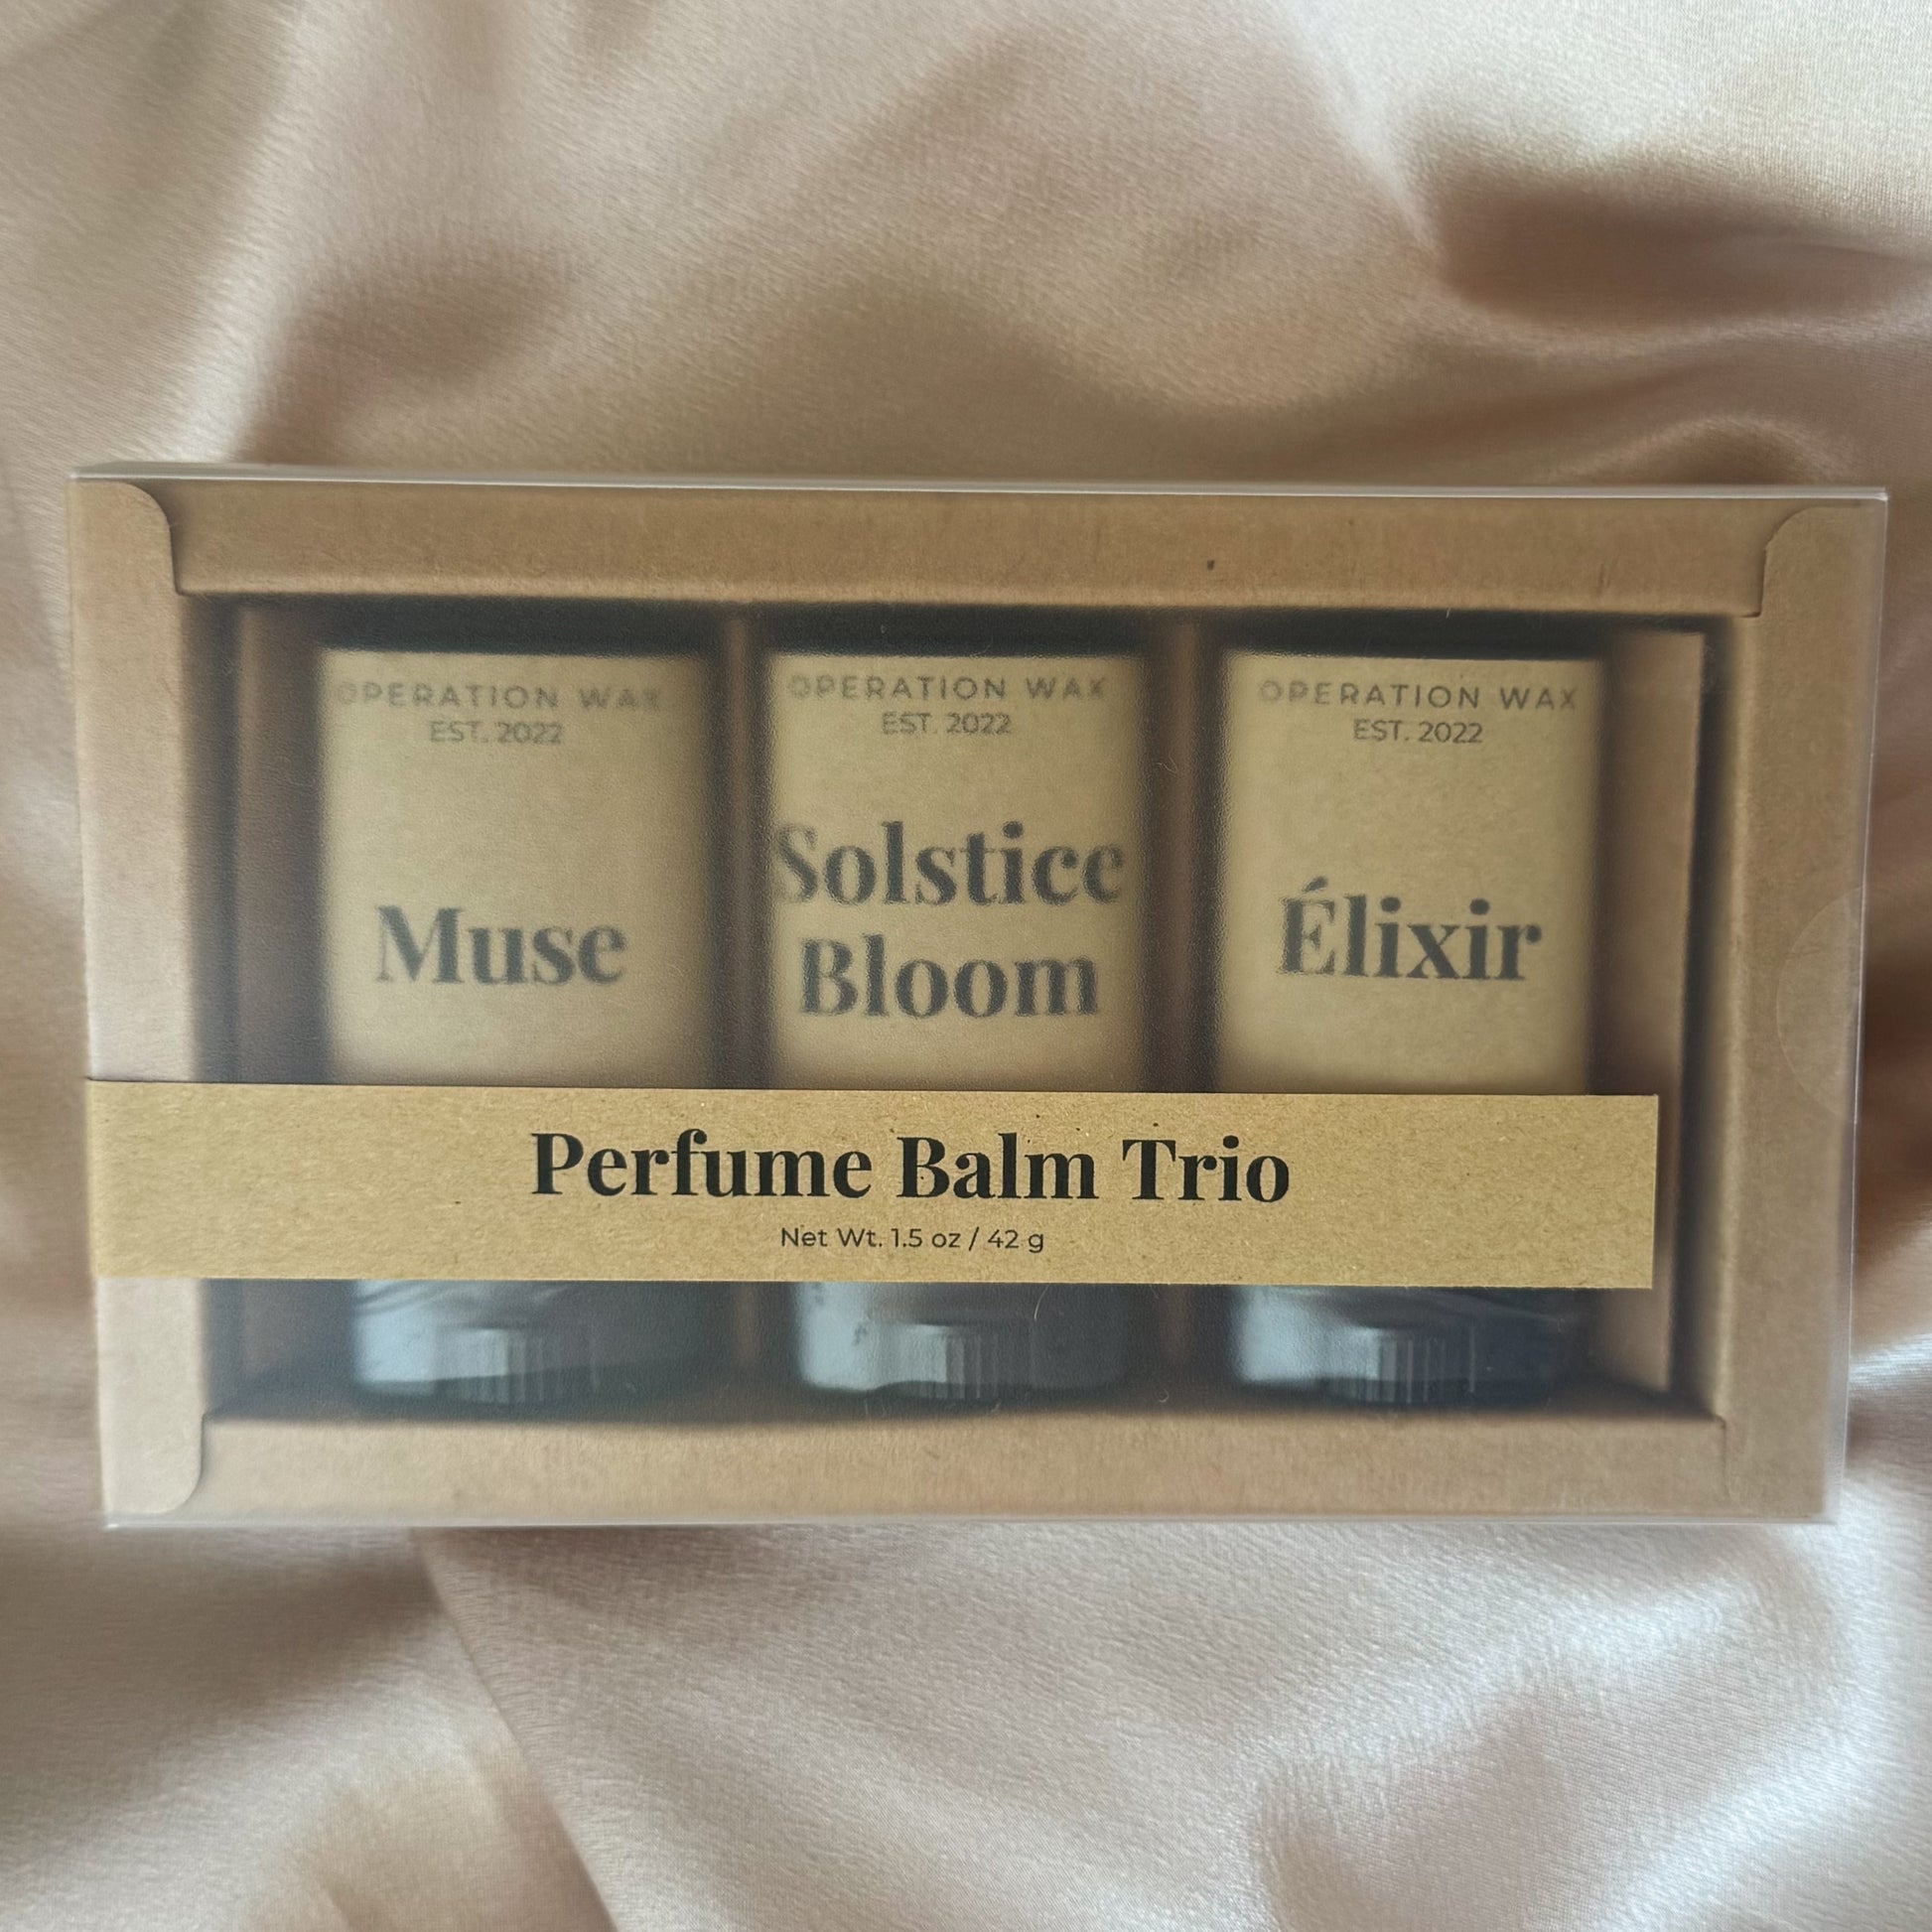 OPERATION WAX
EST. 2022
Muse
OPERATION WAX
EST. 2022
Solstice
Bloom
OPERATION WAX
EST. 2022
Élixir
Perfume Balm Trio
Net Wt. 1.5 oz / 42 g